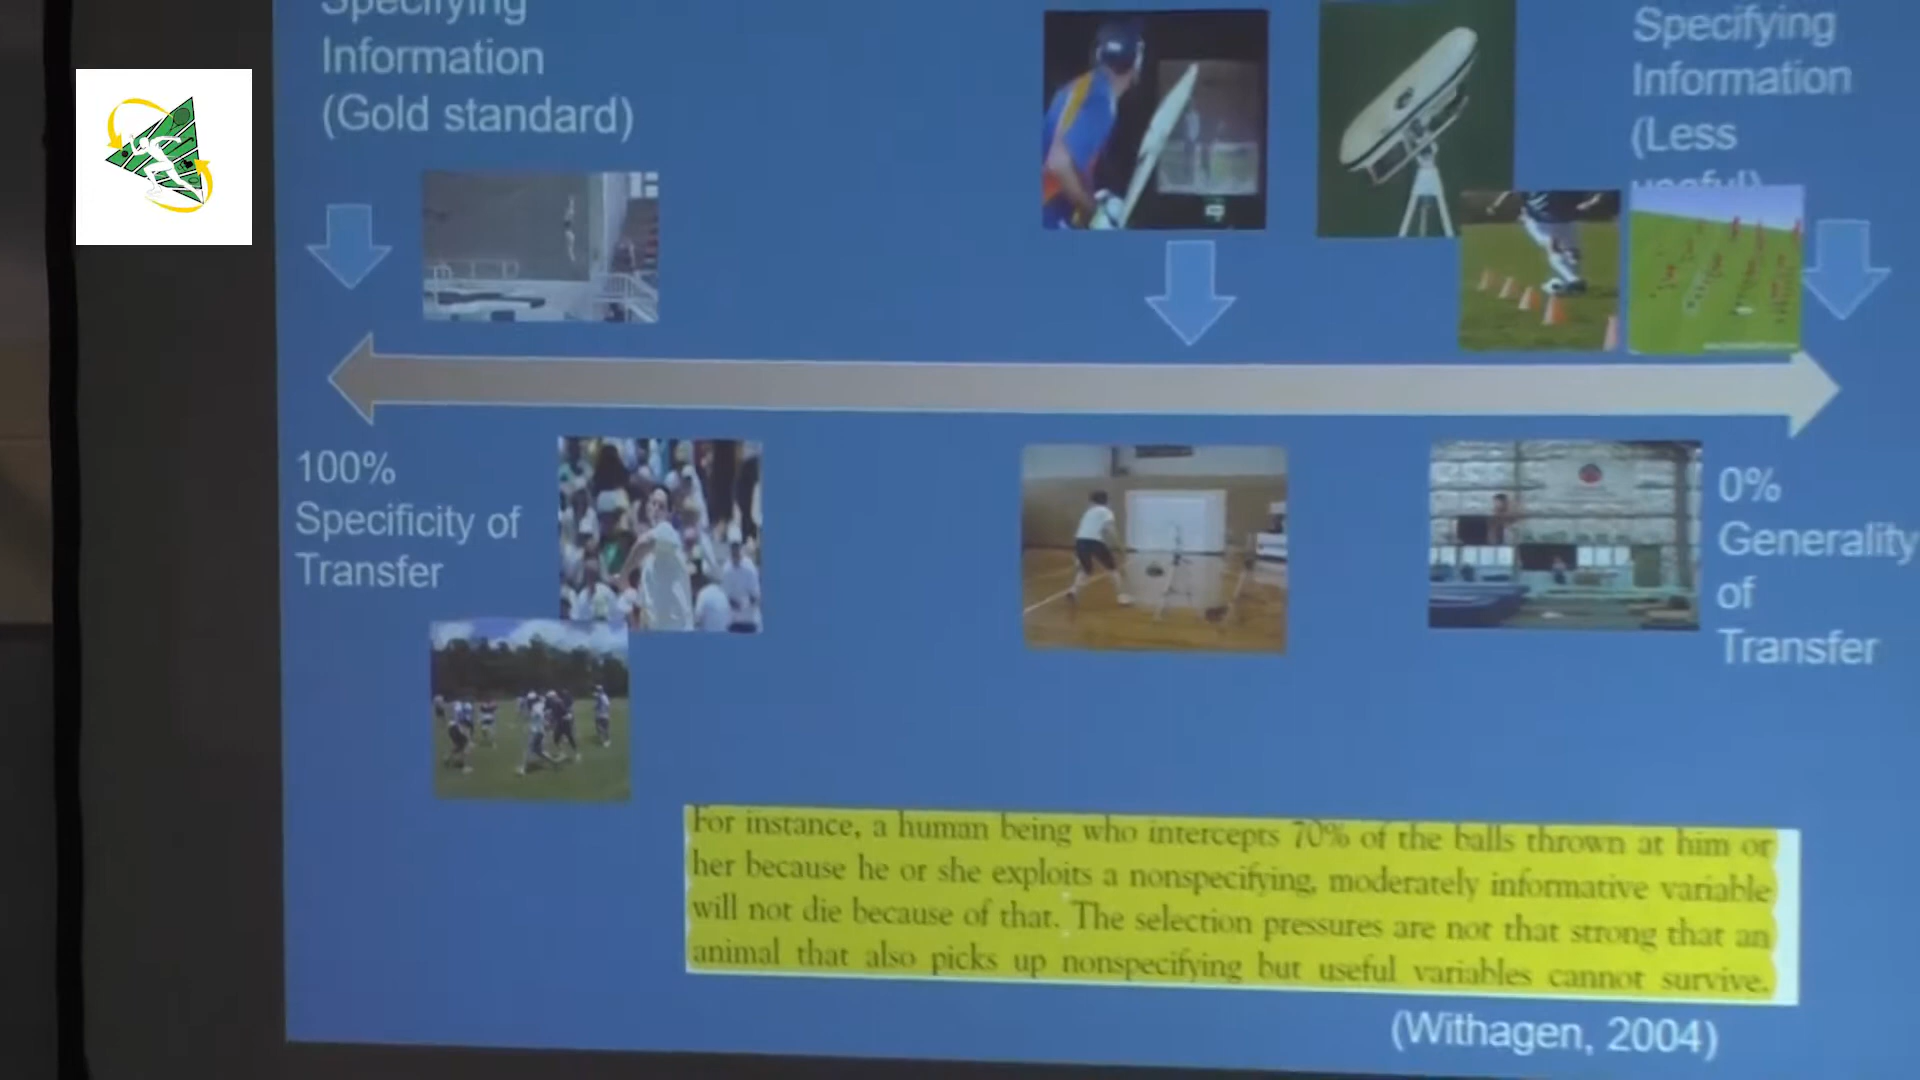 Specifying
Information
(Gold standard)
Specifying
Information
(Less
useful)
100%
Specificity of
Transfer
0%
Generality
of
Transfer
For instance, a human being who intercepts 70% of the balls thrown at him or
her because he or she exploits a nonspecifying, moderately informative variable
will not die because of that. The selection pressures are not that strong that an
animal that also picks up nonspecifying but useful variables cannot survive.
(Withagen, 2004)